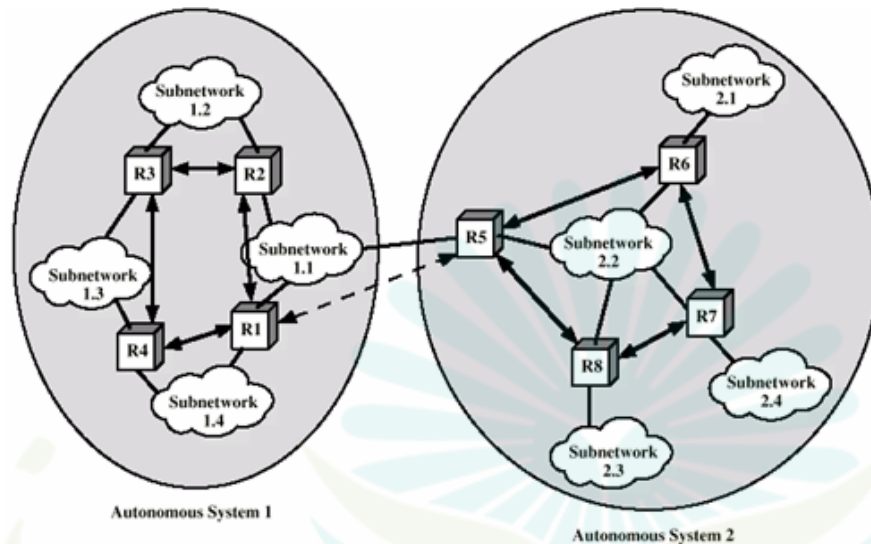 Subnetwork
1.2
R3
R2
Subnetwork
1.1
Subnetwork
1.3
R4
R1
Subnetwork
1.4
Autonomous System 1
Subnetwork
2.1
R6
R5
Subnetwork
2.2
R7
R8
Subnetwork
2.4
Subnetwork
2.3
Autonomous System 2